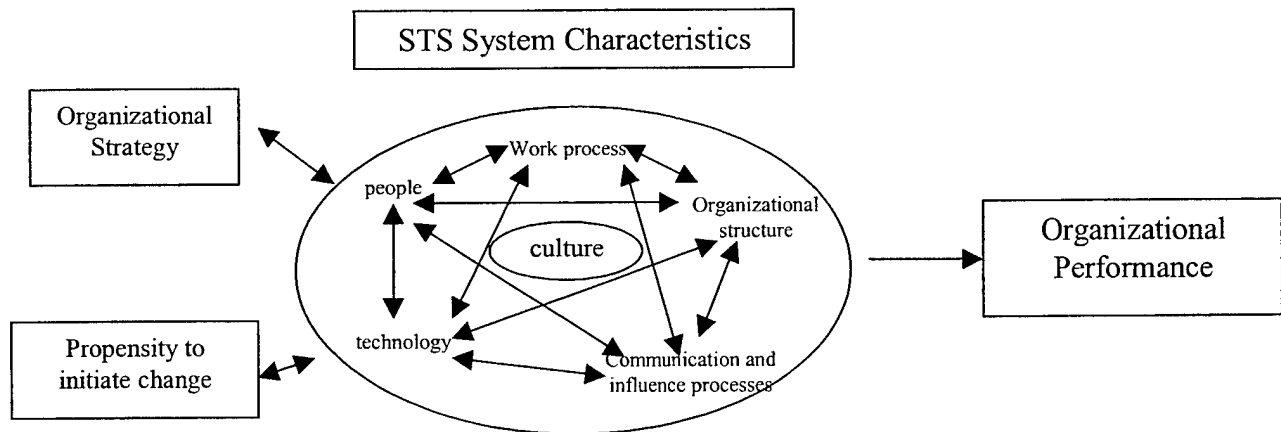 STS System Characteristics
Organizational
Strategy
Work process
people
Organizational
structure
culture
Organizational
Performance
technology
Propensity to
initiate change
Communication and
influence processes